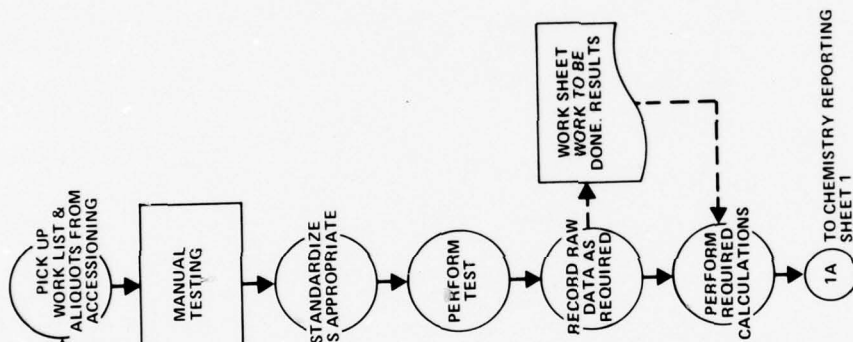 PICK UP
WORK LIST &
ALIQUOTS FROM
ACCESSIONING
MANUAL
TESTING
STANDARDIZE
S APPROPRIATE
PERFORM
TEST
RECORD RAW
DATA AS
REQUIRED
WORK SHEET
WORK TO BE
DONE. RESULTS
PERFORM
REQUIRED
CALCULATIONS
1A
TO CHEMISTRY REPORTING
SHEET 1